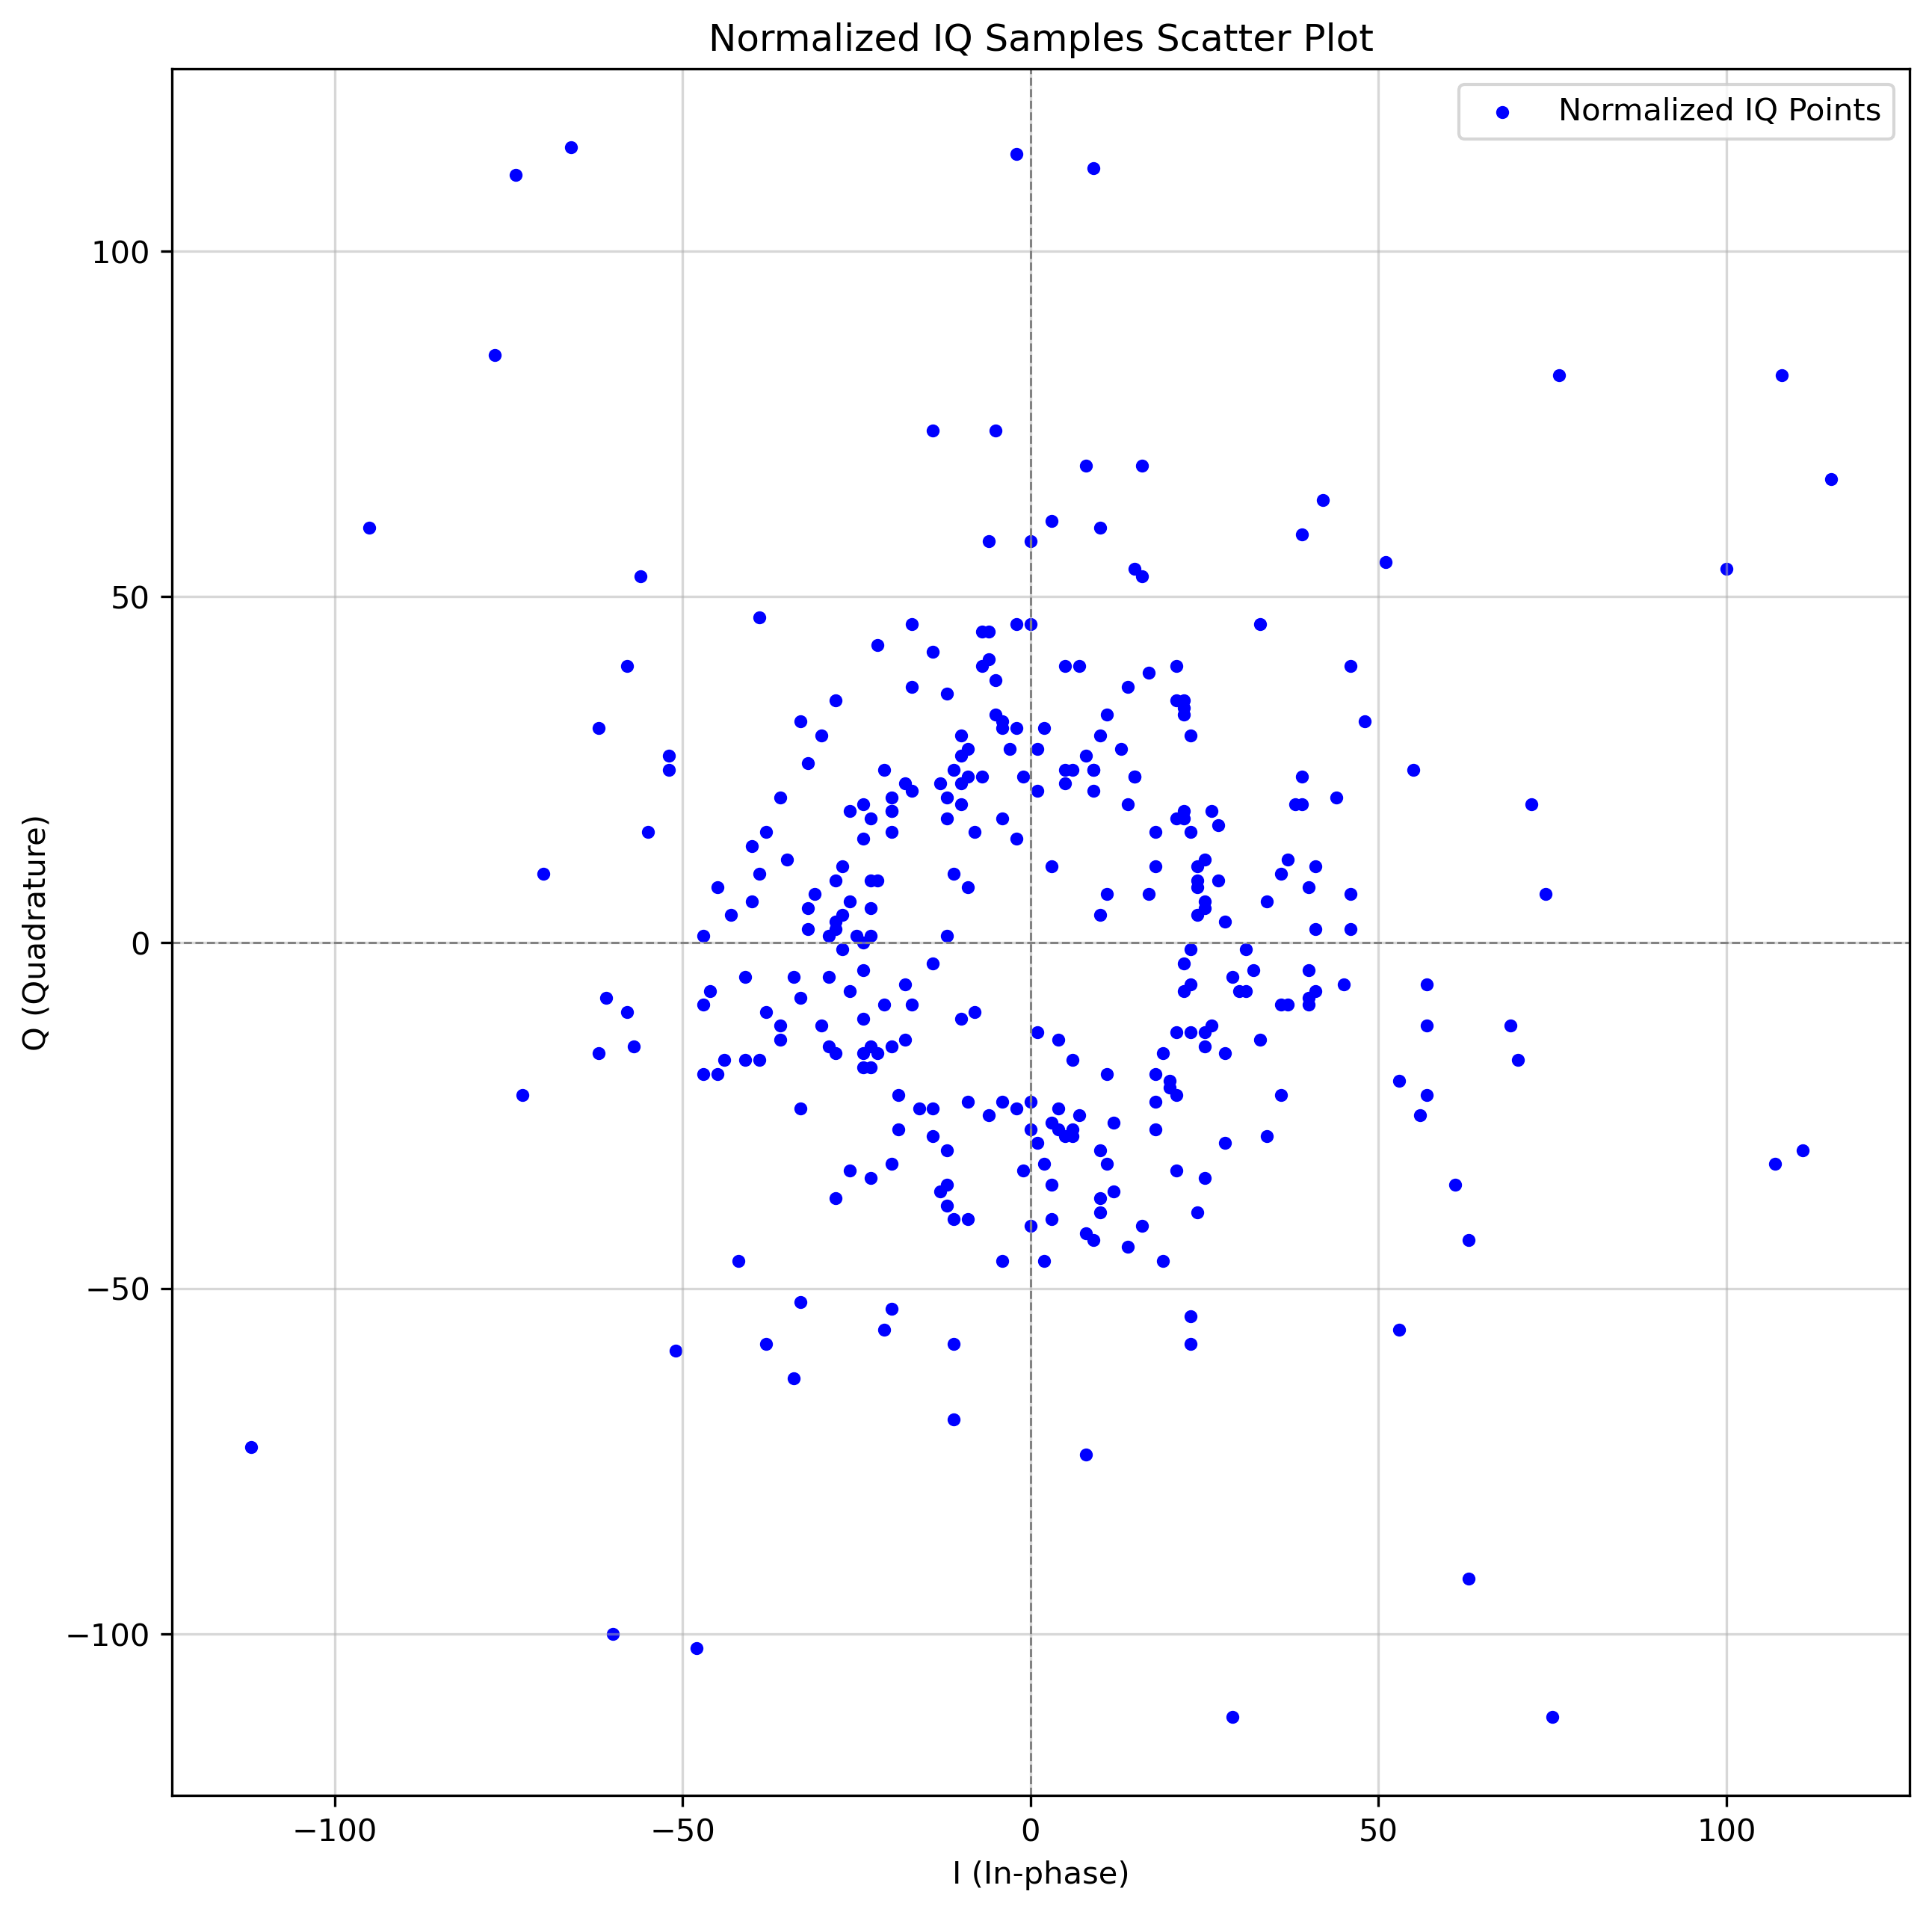 Normalized IQ Samples Scatter Plot
Normalized IQ Points
100
50
0
−50
−100
Q (Quadrature)
−100
−50
0
50
100
I (In-phase)